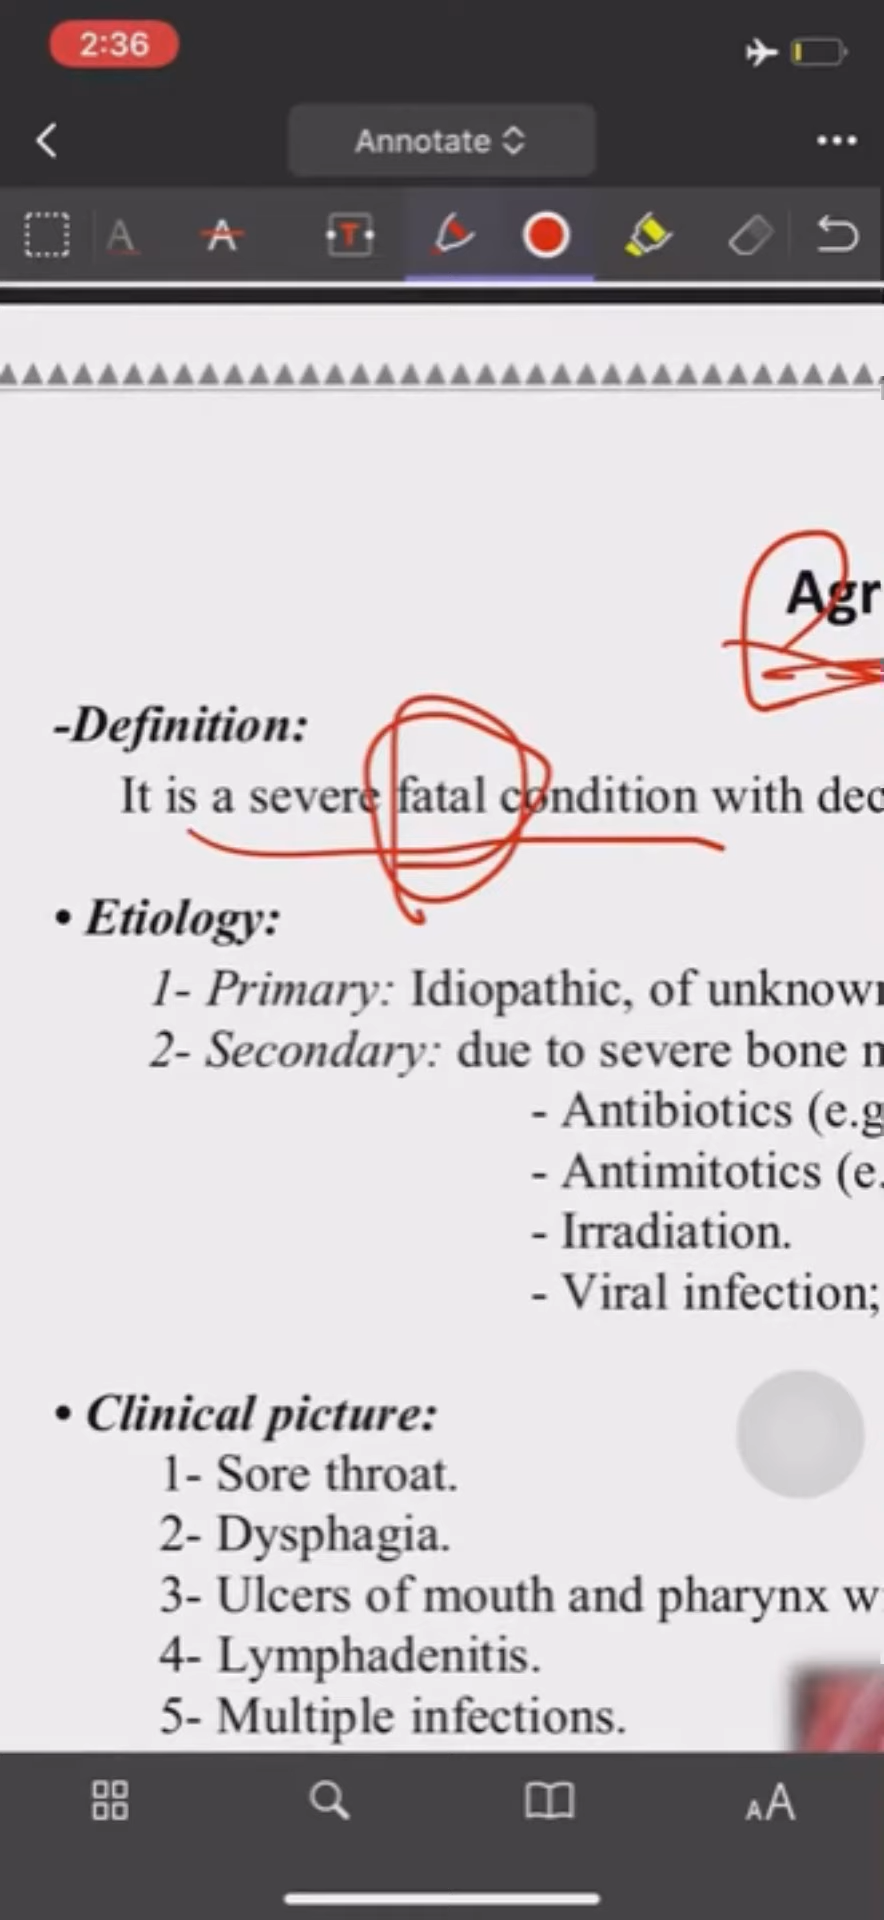 2:36
Annotate
A A T
Agr
-Definition:
It is a severe fatal condition with dec
• Etiology:
1- Primary: Idiopathic, of unknown
2- Secondary: due to severe bone m
- Antibiotics (e.g
- Antimitotics (e.
- Irradiation.
- Viral infection;
• Clinical picture:
1- Sore throat.
2- Dysphagia.
3- Ulcers of mouth and pharynx w
4- Lymphadenitis.
5- Multiple infections.
AA